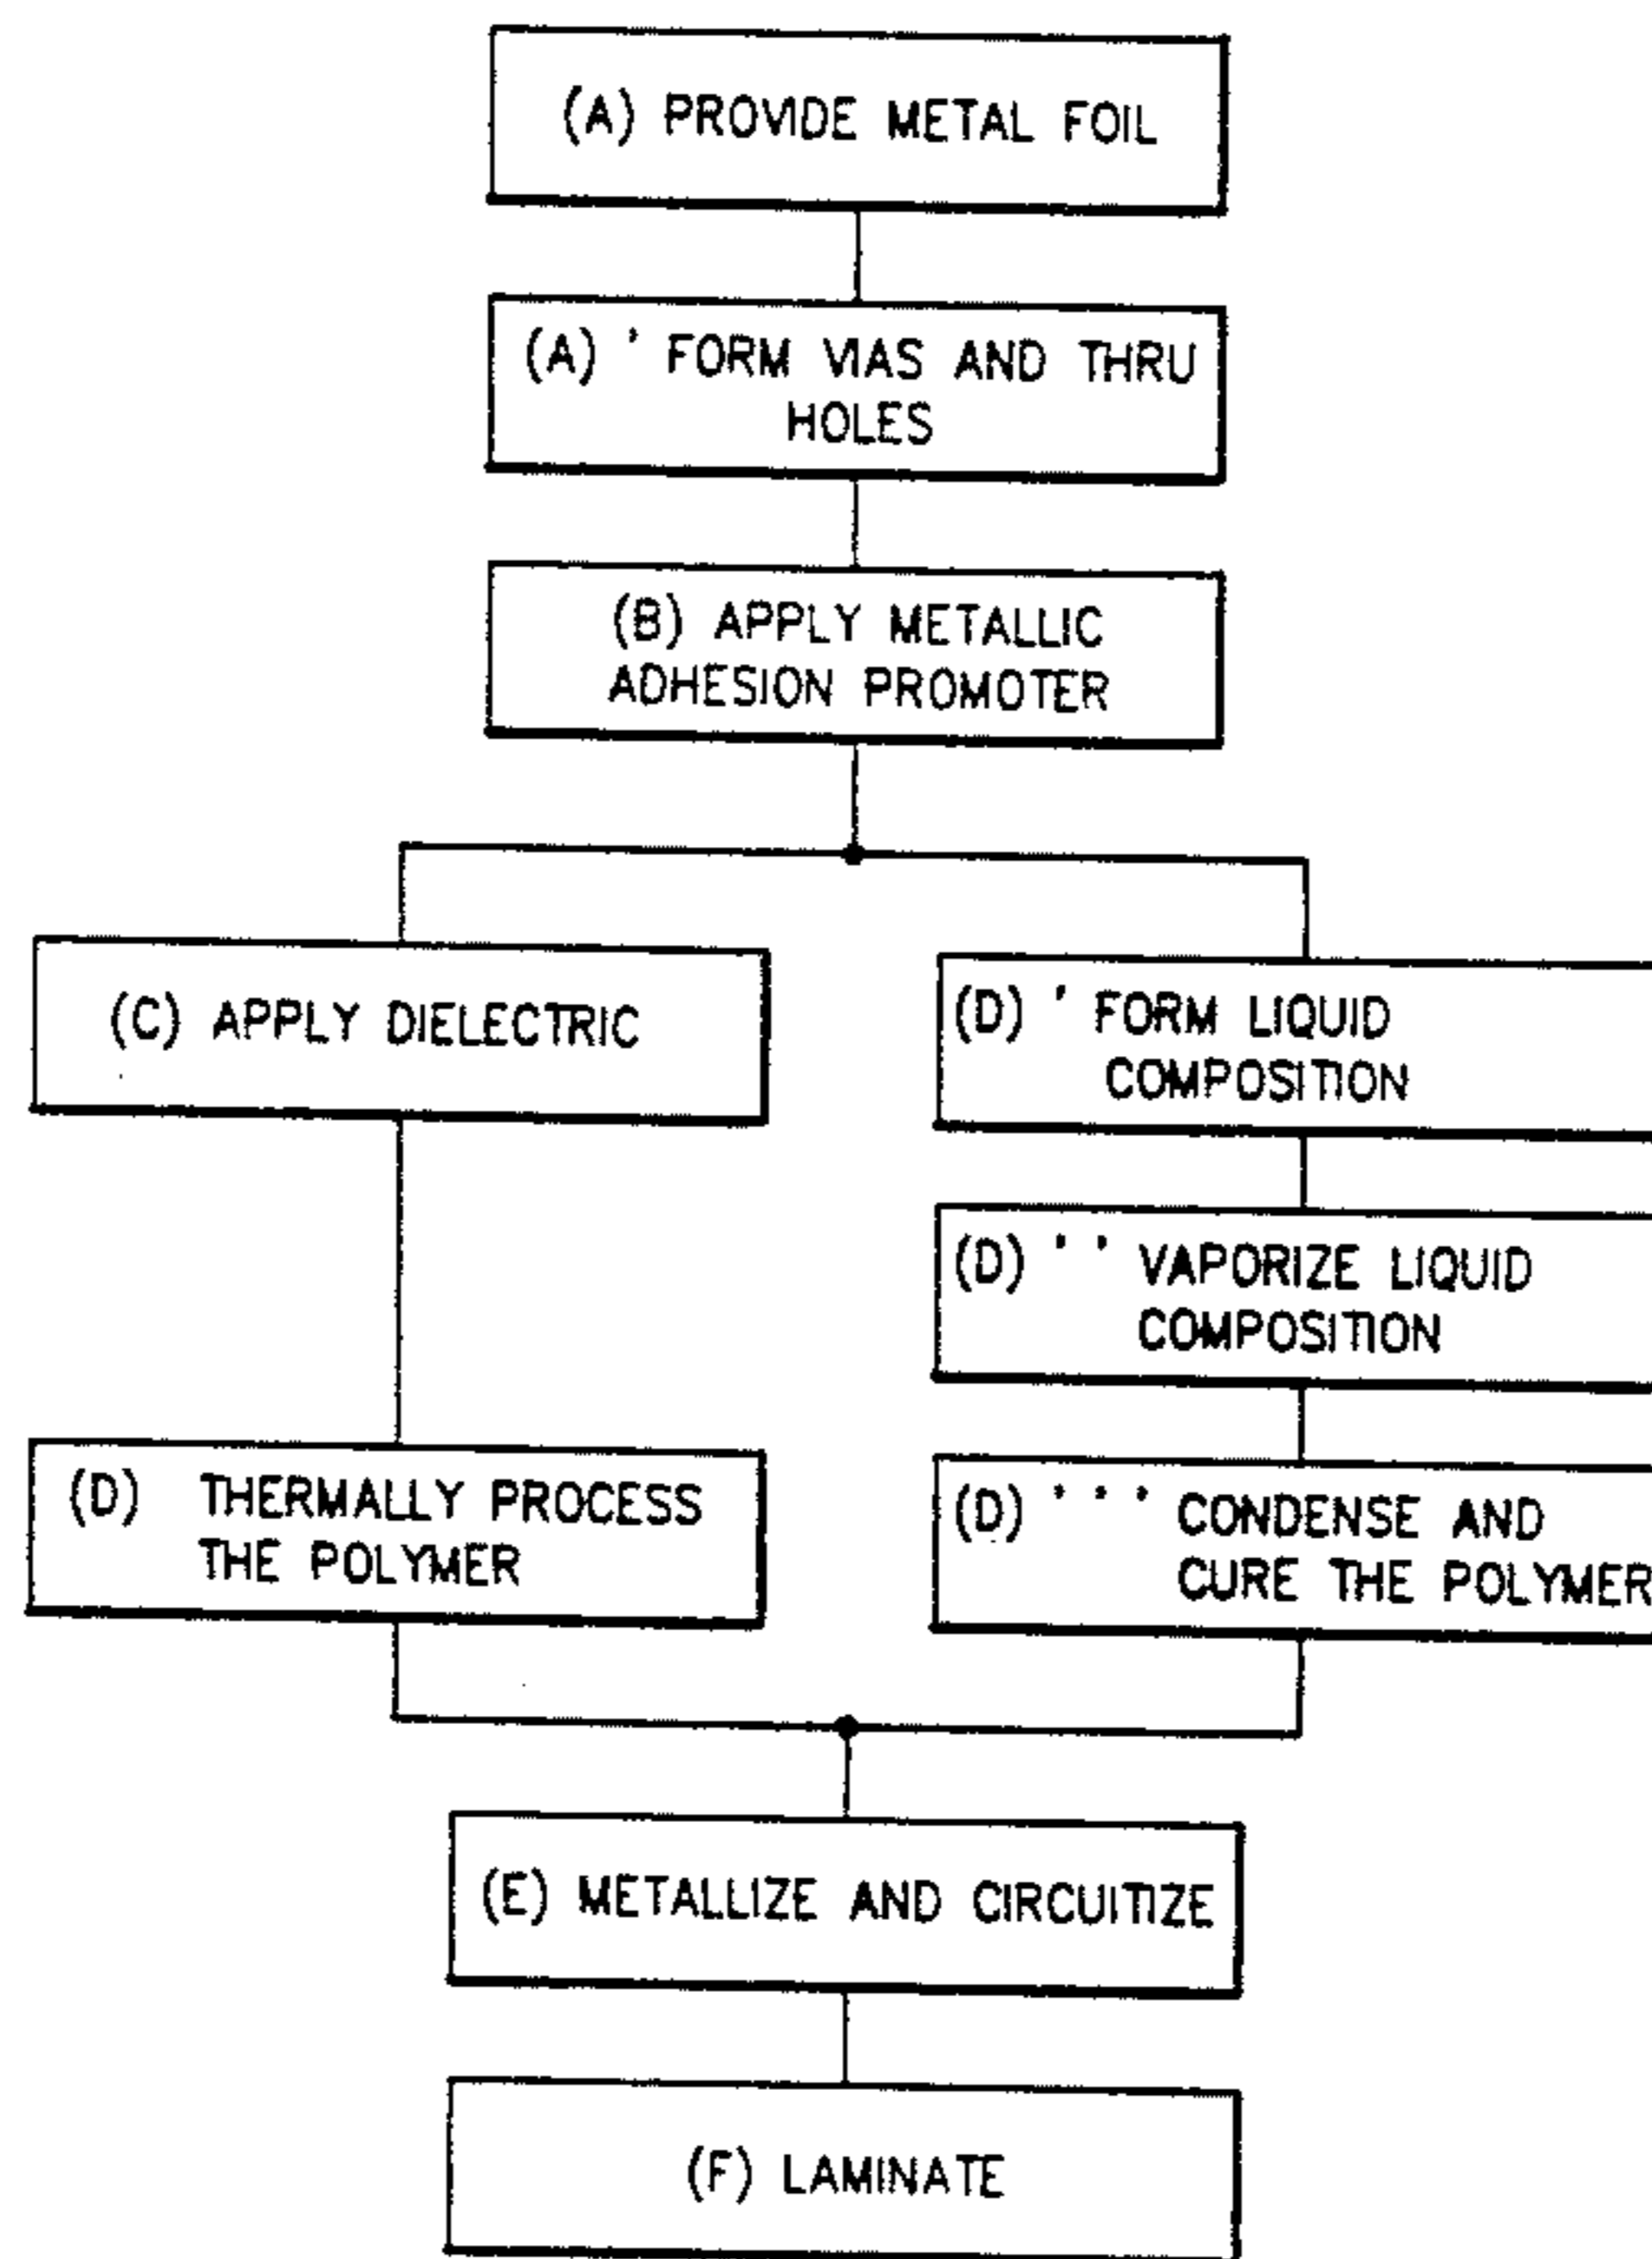 (A) PROVIDE METAL FOIL
(A) ' FORM VIAS AND THRU
HOLES
(B) APPLY METALLIC
ADHESION PROMOTER
(C) APPLY DIELECTRIC
(D) THERMALLY PROCESS
THE POLYMER
(D) ' FORM LIQUID
COMPOSITION
(D) ' ' VAPORIZE LIQUID
COMPOSITION
(D) ' ' ' CONDENSE AND
CURE THE POLYMER
(E) METALLIZE AND CIRCUITIZE
(F) LAMINATE